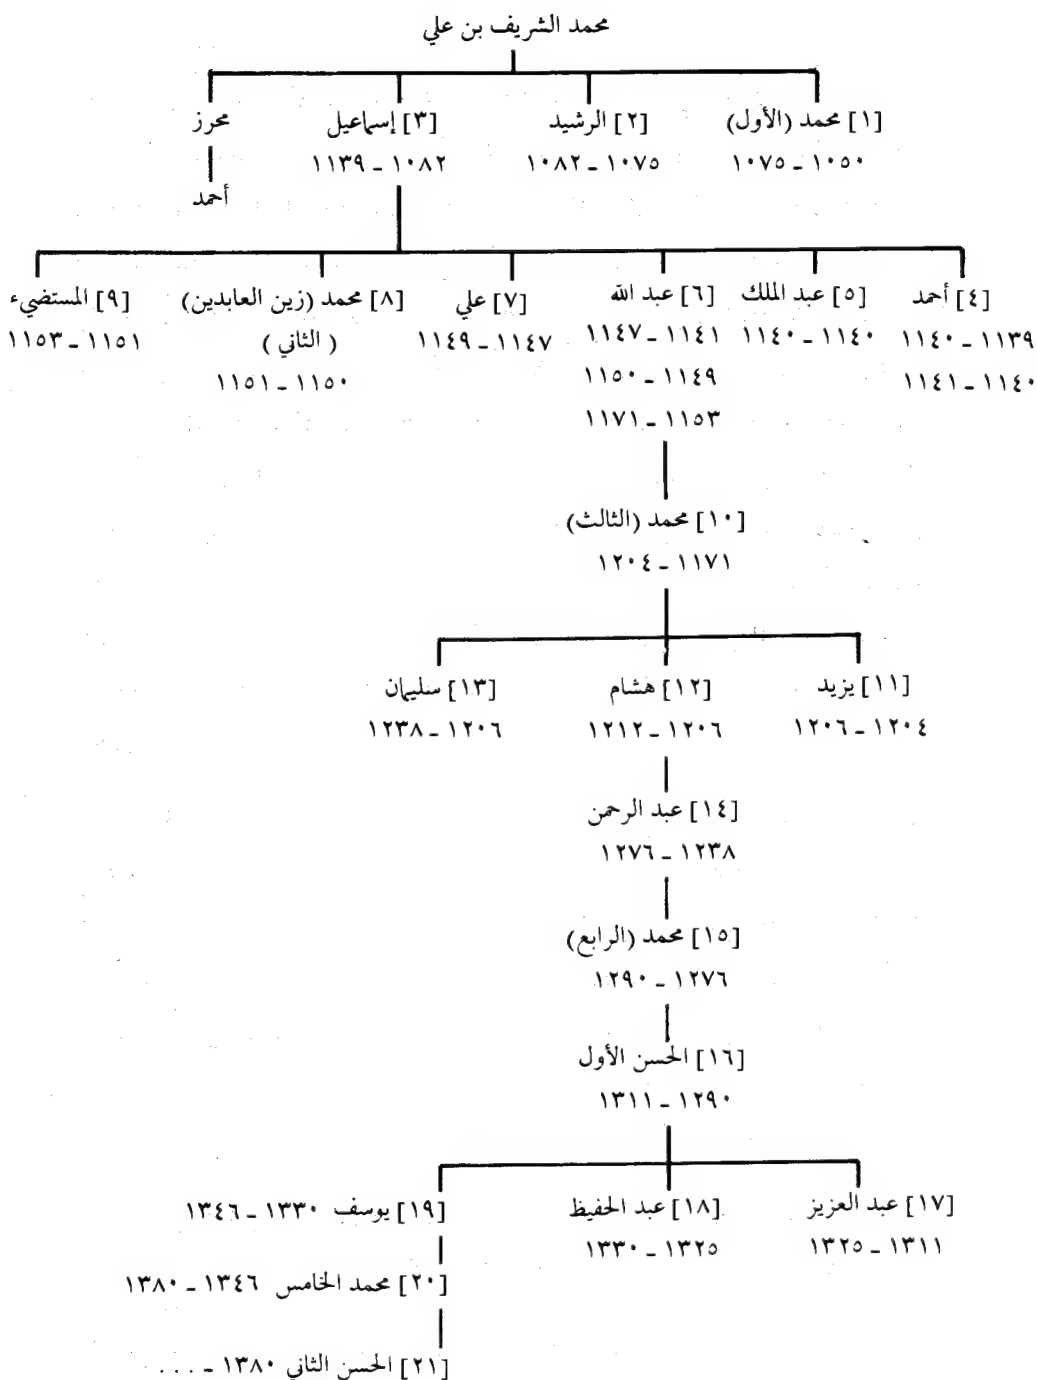 محمد الشريف بن علي
[١] محمد (الأول) [٢] الرشيد [٣] إسماعيل محرز
١٠٥٠ - ١٠٧٥ ١٠٧٥ - ١٠٨٢ ١٠٨٢ - ١١٣٩
أحمد
[٤] أحمد [٥] عبد الملك [٦] عبد الله [٧] علي [٨] محمد (زين العابدين) [٩] المستضيء
١١٣٩ - ١١٤٠ ١١٤٠ - ١١٤٠ ١١٤١ - ١١٤٧ ١١٤٧ - ١١٤٩ (الثاني) ١١٥١ - ١١٥٣
١١٤٠ - ١١٤١ ١١٤٩ - ١١٥٠ ١١٥٠ - ١١٥١
١١٥٣ - ١١٧١
[١٠] محمد (الثالث)
١١٧١ - ١٢٠٤
[١١] يزيد [١٢] هشام [١٣] سليمان
١٢٠٤ - ١٢٠٦ ١٢٠٦ - ١٢١٢ ١٢٠٦ - ١٢٣٨
[١٤] عبد الرحمن
١٢٣٨ - ١٢٧٦
[١٥] محمد (الرابع)
١٢٧٦ - ١٢٩٠
[١٦] الحسن الأول
١٢٩٠ - ١٣١١
[١٧] عبد العزيز [١٨] عبد الحفيظ [١٩] يوسف ١٣٣٠ - ١٣٤٦
١٣١١ - ١٣٢٥ ١٣٢٥ - ١٣٣٠
[٢٠] محمد الخامس ١٣٤٦ - ١٣٨٠
[٢١] الحسن الثاني ١٣٨٠ - ...